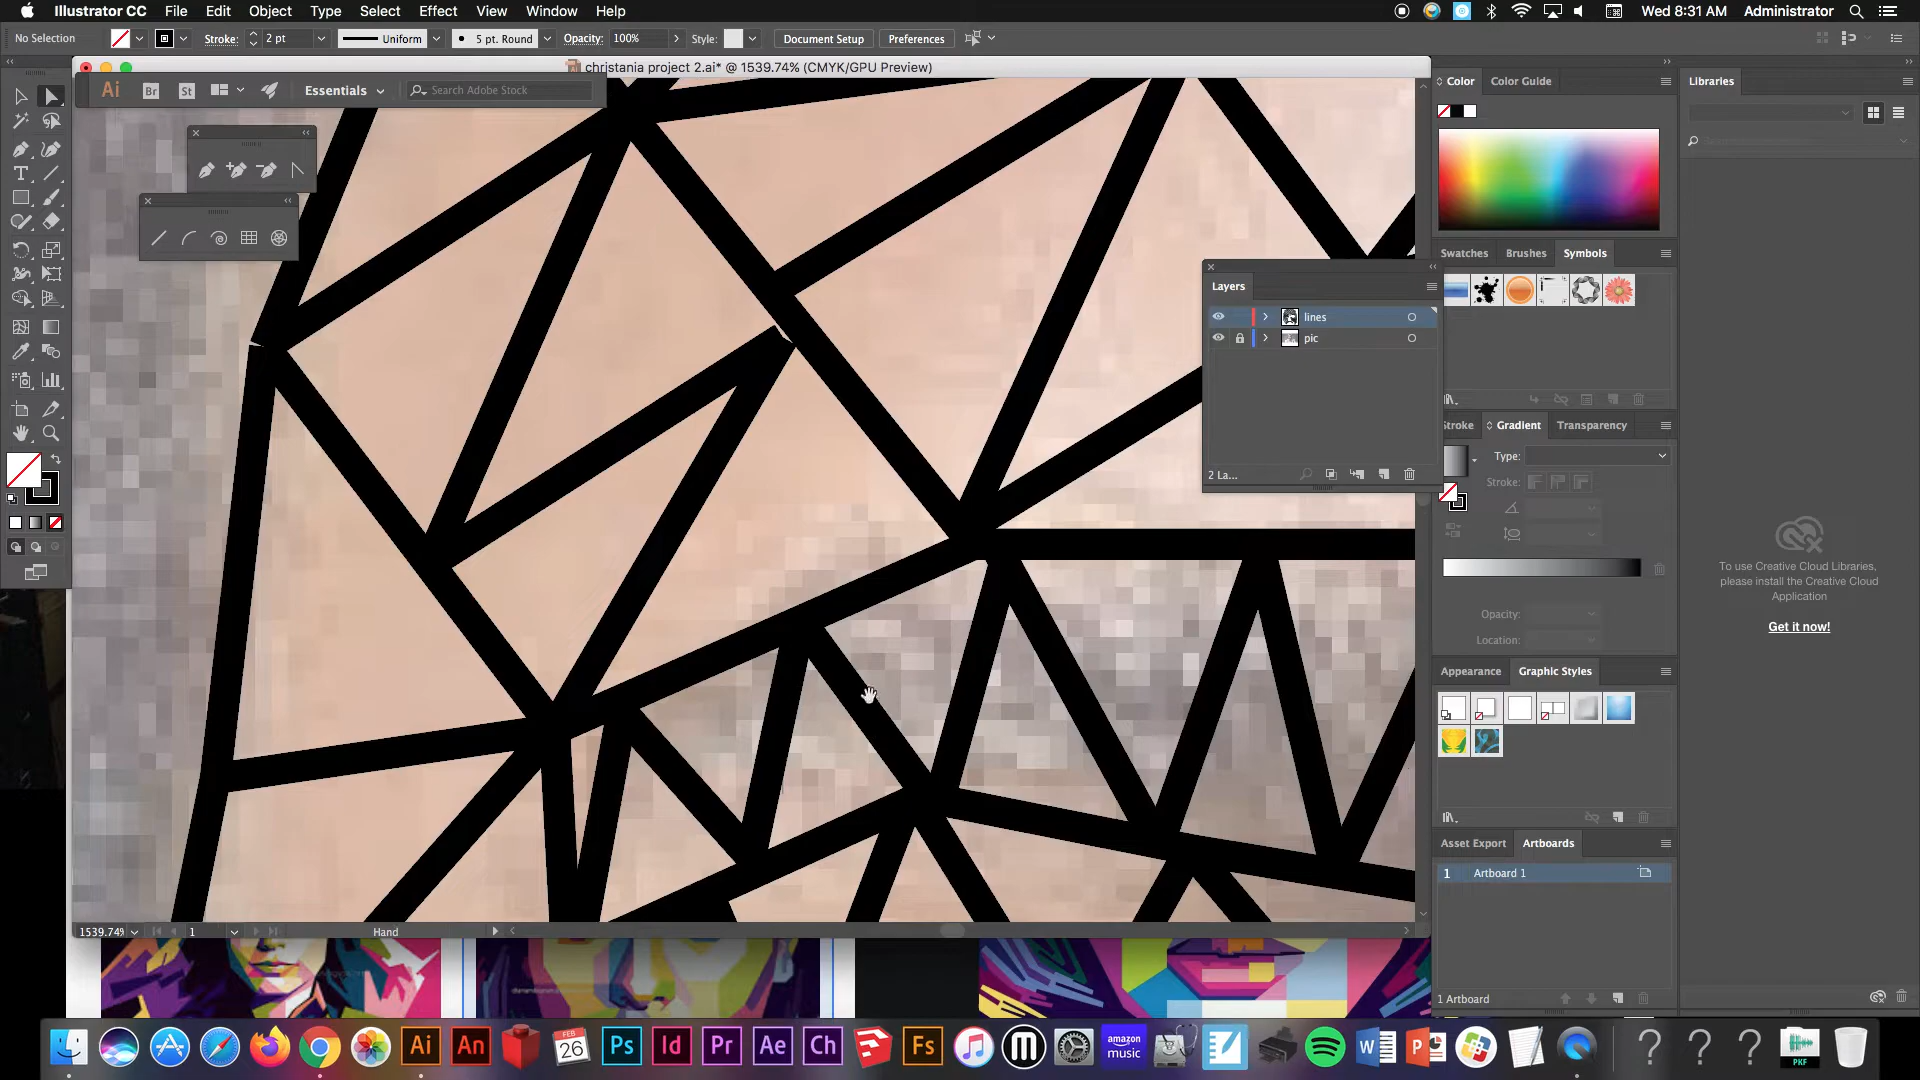 Illustrator CC File Edit Object Type Select Effect View Window Help
Wed 8:31 AM Administrator
No Selection Stroke: 2 pt Uniform 5 pt. Round Opacity: 100% Style: Document Setup Preferences
christania project 2.ai* @ 1539.74% (CMYK/GPU Preview)
Ai Br St Essentials Search Adobe Stock
Color Color Guide
Libraries
Swatches Brushes Symbols
Layers
lines
pic
2 La...
Stroke Gradient Transparency
Type:
Stroke:
Opacity:
Location:
To use Creative Cloud Libraries,
please install the Creative Cloud
Application
Get it now!
Appearance Graphic Styles
Asset Export Artboards
1 Artboard 1
1 Artboard
1539.74% 1 Hand
FEB
26
Ai An Ps Id Pr Ae Ch Fs
amazon
music
PKF